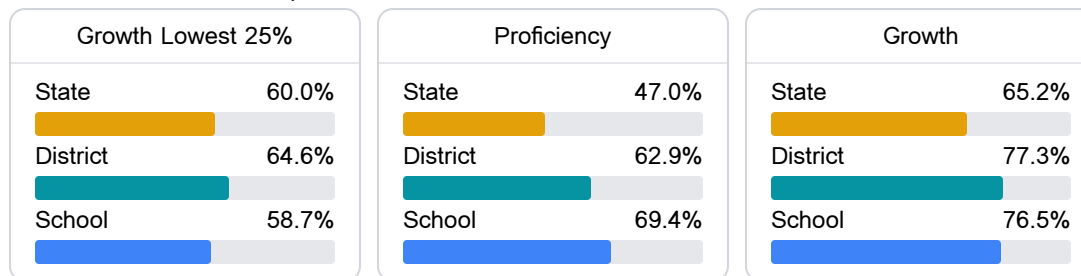 Growth Lowest 25%
State 60.0%
District 64.6%
School 58.7%
Proficiency
State 47.0%
District 62.9%
School 69.4%
Growth
State 65.2%
District 77.3%
School 76.5%